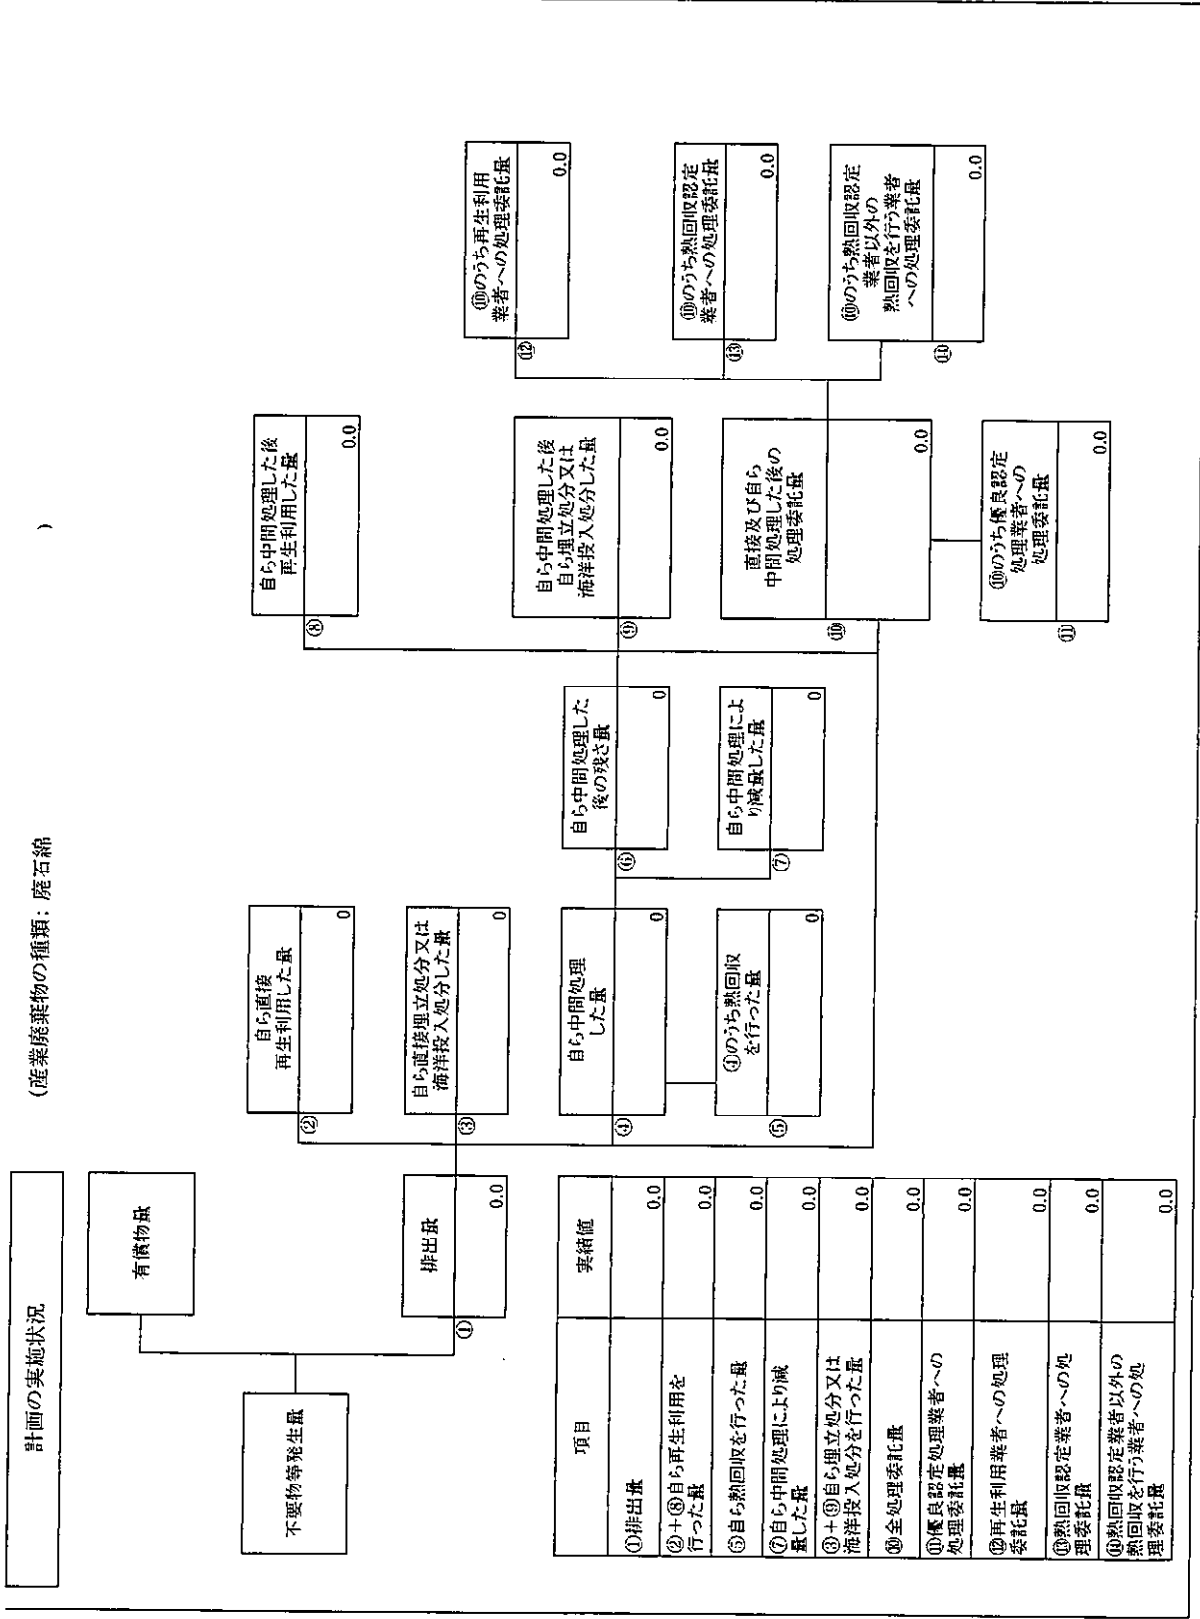 計画の実施状況
(産業廃棄物の種類: 廃石綿
)
不要物等発生量
有償物量
①
排出量
0.0
②
自ら直接
再生利用した量
0
③
自ら直接埋立処分又は
海洋投入処分した量
0
④
自ら中間処理
した量
0
⑤
④のうち熱回収
を行った量
0
⑥
自ら中間処理した
後の残さ量
0
⑦
自ら中間処理によ
り減量した量
0
⑧
自ら中間処理した後
再生利用した量
0.0
⑨
自ら中間処理した後
自ら埋立処分又は
海洋投入処分した量
0.0
⑩
直接及び自ら
中間処理した後の
処理委託量
0.0
⑪
⑩のうち優良認定
処理業者への
処理委託量
0.0
⑫
⑩のうち再生利用
業者への処理委託量
0.0
⑬
⑩のうち熱回収認定
業者への処理委託量
0.0
⑭
⑩のうち熱回収認定
業者以外の
熱回収を行う業者
への処理委託量
0.0
項目
実績値
①排出量
0.0
②+⑧自ら再生利用を
行った量
0.0
⑤自ら熱回収を行った量
0.0
⑦自ら中間処理により減
量した量
0.0
③+⑨自ら埋立処分又は
海洋投入処分を行った量
0.0
⑩全処理委託量
0.0
⑪優良認定処理業者への
処理委託量
0.0
⑫再生利用業者への処理
委託量
0.0
⑬熱回収認定業者への処
理委託量
0.0
⑭熱回収認定業者以外の
熱回収を行う業者への処
理委託量
0.0